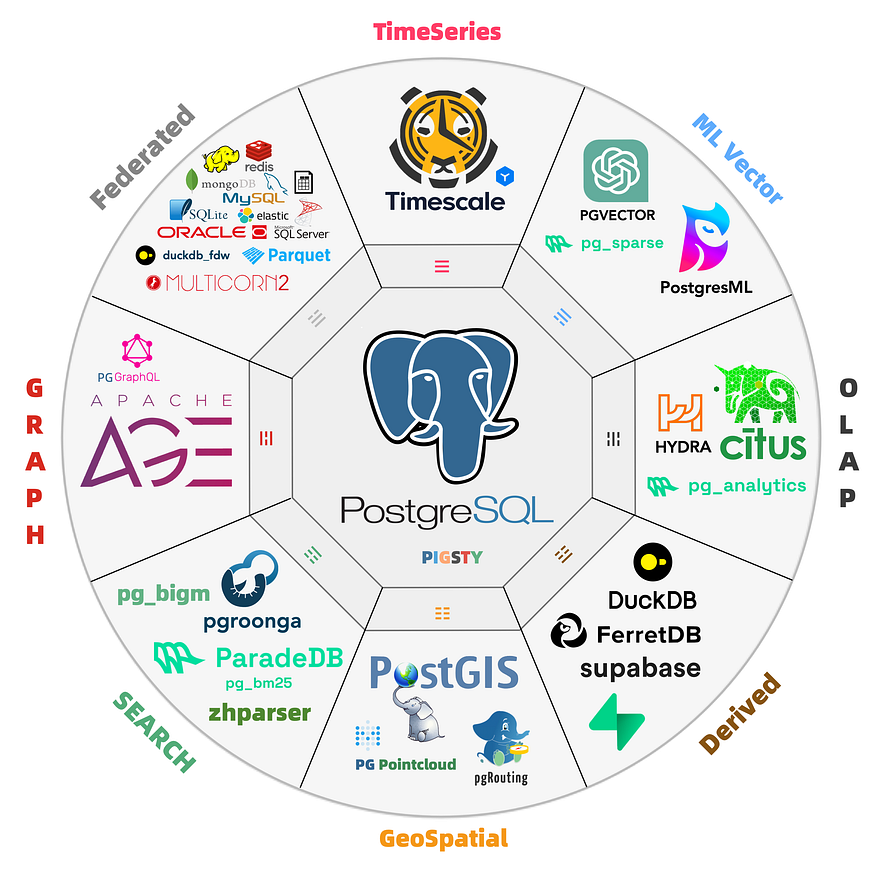 TimeSeries
Timescale
ML Vector
PGVECTOR
pg_sparse
PostgresML
OLAP
HYDRA
citus
pg_analytics
Derived
DuckDB
FerretDB
supabase
GeoSpatial
PostGIS
PG Pointcloud
pgRouting
SEARCH
pg_bigm
pgroonga
ParadeDB
pg_bm25
zhparser
GRAPH
PG GraphQL
APACHE
AGE
Federated
redis
mongoDB
MySQL
SQLite
elastic
ORACLE
Microsoft
SQL Server
duckdb_fdw
Parquet
MULTICORN2
PostgreSQL
PIGSTY